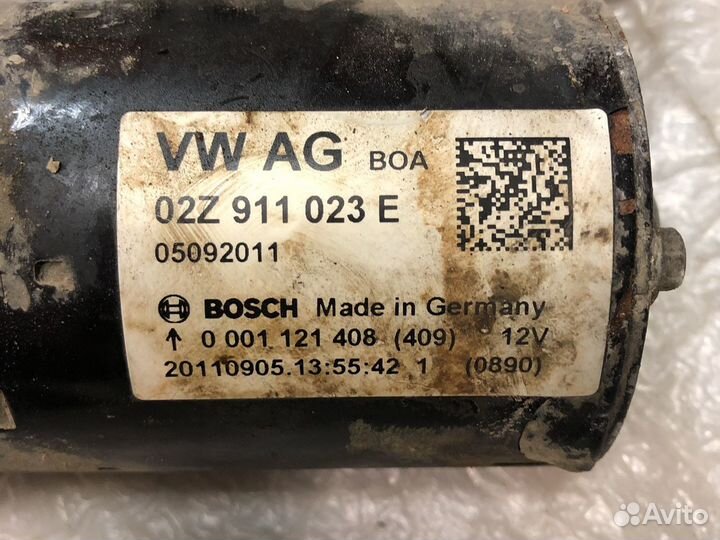 VW AG BOA
02Z 911 023 E
05092011
BOSCH Made in Germany
↑ 0 001 121 408 (409) 12V
20110905.13:55:42 1 (0890)
Avito